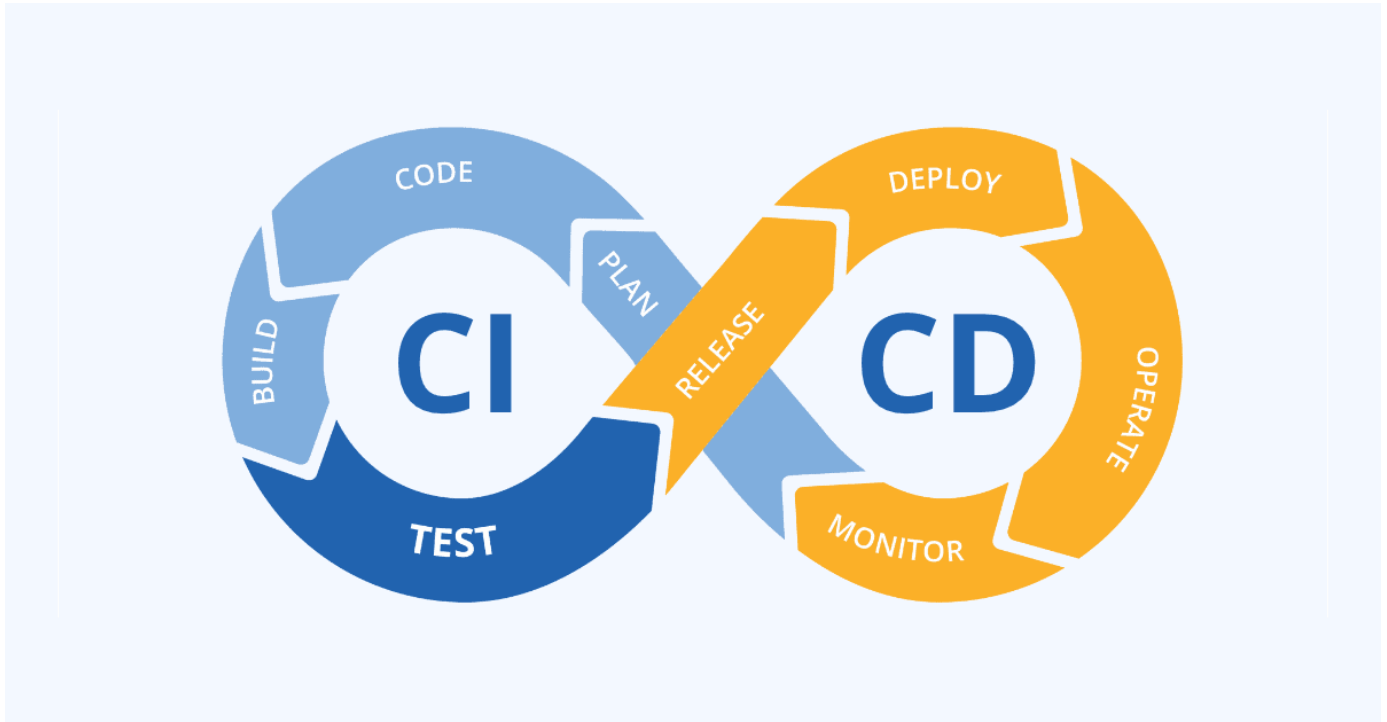 CODE
DEPLOY
PLAN
BUILD
CI
RELEASE
CD
OPERATE
TEST
MONITOR